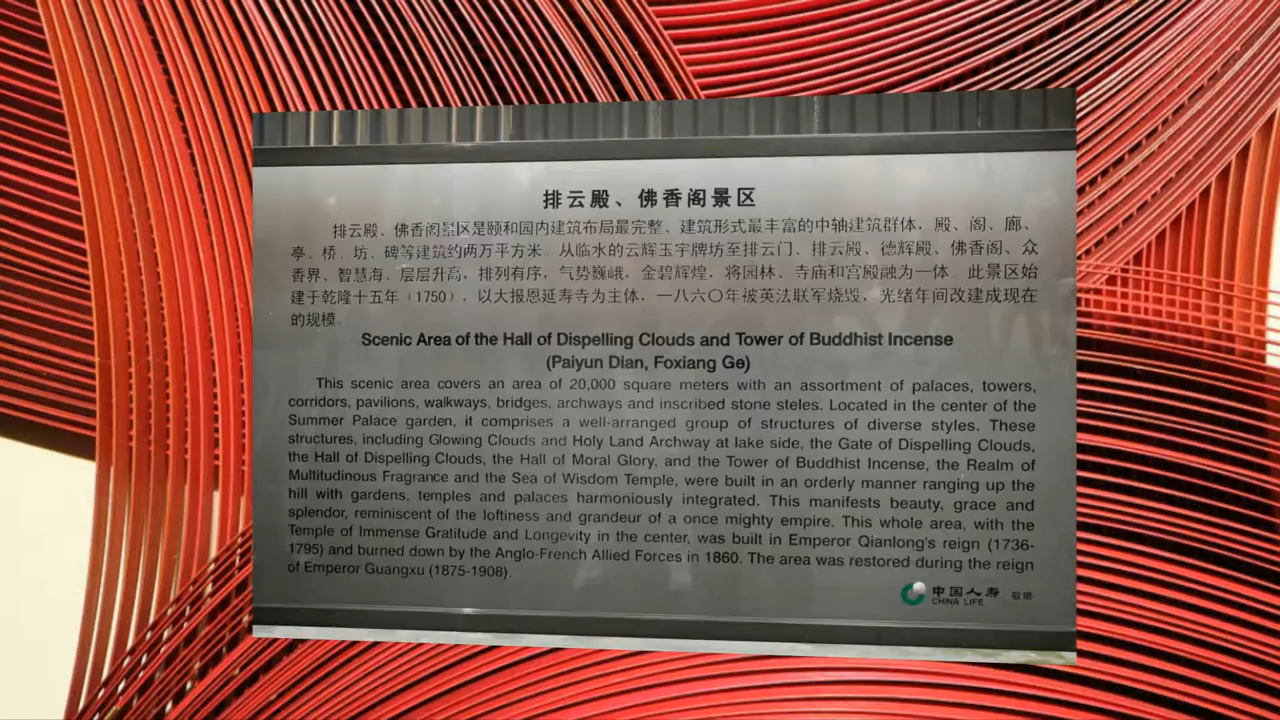 排云殿、佛香阁景区
排云殿、佛香阁景区是颐和园内建筑布局最完整、建筑形式最丰富的中轴建筑群体，殿、阁、廊、
亭、桥、坊、碑等建筑约两万平方米。从临水的云辉玉宇牌坊至排云门、排云殿、德辉殿、佛香阁、众
香界、智慧海，层层升高，排列有序，气势巍峨，金碧辉煌，将园林、寺庙和宫殿融为一体。此景区始
建于乾隆十五年（1750），以大报恩延寿寺为主体，一八六〇年被英法联军烧毁，光绪年间改建成现在
的规模。
Scenic Area of the Hall of Dispelling Clouds and Tower of Buddhist Incense
(Paiyun Dian, Foxiang Ge)
This scenic area covers an area of 20,000 square meters with an assortment of palaces, towers,
corridors, pavilions, walkways, bridges, archways and inscribed stone steles. Located in the center of the
Summer Palace garden, it comprises a well-arranged group of structures of diverse styles. These
structures, including Glowing Clouds and Holy Land Archway at lake side, the Gate of Dispelling Clouds,
the Hall of Dispelling Clouds, the Hall of Moral Glory, and the Tower of Buddhist Incense, the Realm of
Multitudinous Fragrance and the Sea of Wisdom Temple, were built in an orderly manner ranging up the
hill with gardens, temples and palaces harmoniously integrated. This manifests beauty, grace and
splendor, reminiscent of the loftiness and grandeur of a once mighty empire. This whole area, with the
Temple of Immense Gratitude and Longevity in the center, was built in Emperor Qianlong's reign (1736-
1795) and burned down by the Anglo-French Allied Forces in 1860. The area was restored during the reign
of Emperor Guangxu (1875-1908).
中国人寿 敬赠
CHINA LIFE